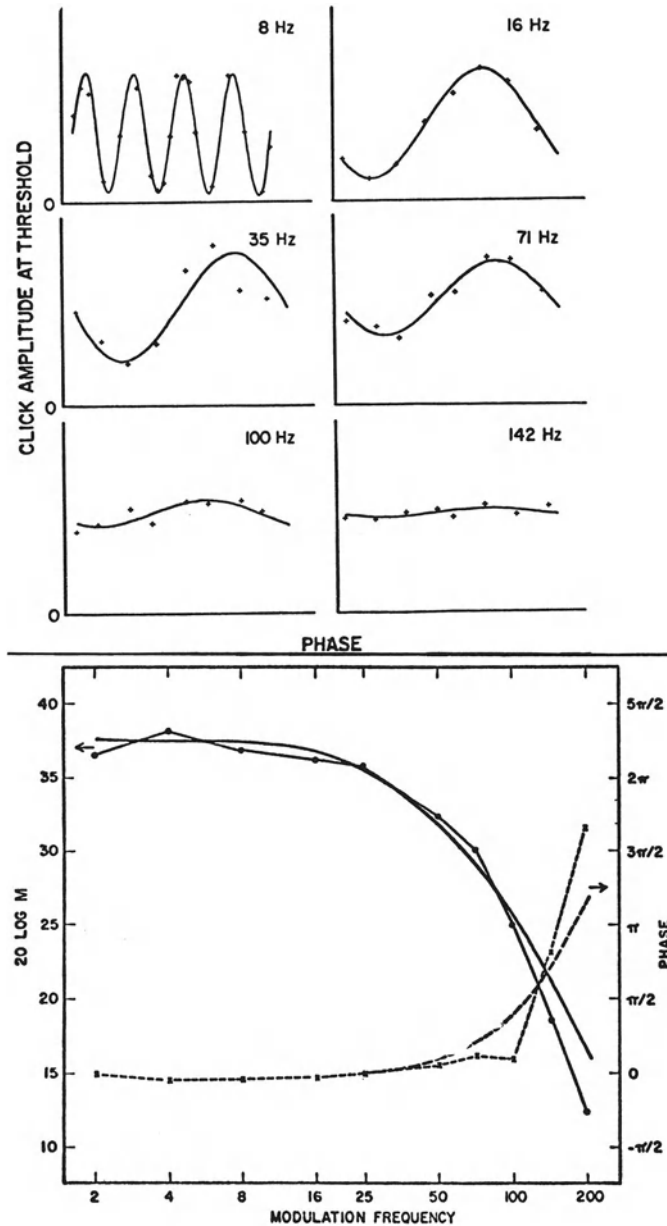 8 Hz
16 Hz
CLICK AMPLITUDE AT THRESHOLD
0
35 Hz
71 Hz
0
100 Hz
142 Hz
0
PHASE
40
35
30
25
20
15
10
20 LOG M
5π/2
2π
3π/2
π
π/2
0
-π/2
PHASE
2 4 8 16 25 50 100 200
MODULATION FREQUENCY